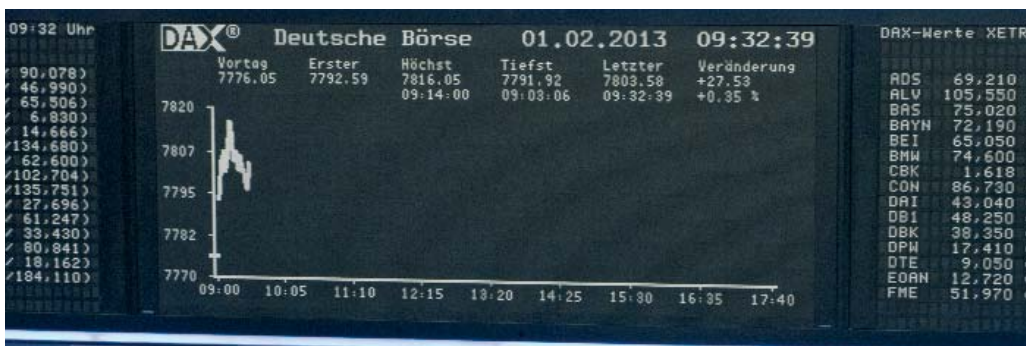 09:32 Uhr
90,078)
46,990)
65,506)
6,830)
14,666)
/134,680)
62,600)
/102,704)
/135,751)
27,696)
61,247)
33,430)
80,841)
18,162)
/184,110)
DAX® Deutsche Börse 01.02.2013 09:32:39
Vortag Erster Höchst Tiefst Letzter Veränderung
7776.05 7792.59 7816.05 7791.92 7803.58 +27.53
09:14:00 09:03:06 09:32:39 +0.35 %
7820
7807
7795
7782
7770
09:00 10:05 11:10 12:15 13:20 14:25 15:30 16:35 17:40
DAX-Werte XETR
ADS 69,210
ALV 105,550
BAS 75,020
BAYN 72,190
BEI 65,050
BMW 74,600
CBK 1,618
CON 86,730
DAI 43,040
DB1 48,250
DBK 38,350
DPW 17,410
DTE 9,050
EOAN 12,720
FME 51,970